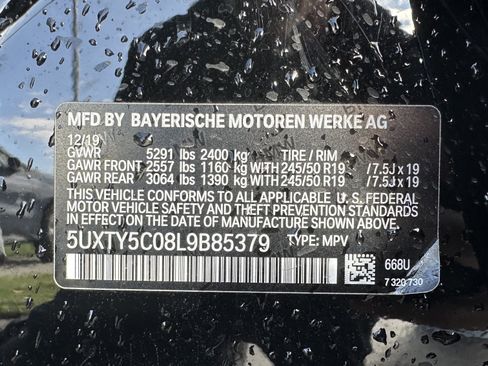 MFD BY BAYERISCHE MOTOREN WERKE AG
12/19
GVWR 5291 lbs 2400 kg TIRE / RIM
GAWR FRONT 2557 lbs 1160 kg WITH 245/50 R19 /7.5J x 19
GAWR REAR 3064 lbs 1390 kg WITH 245/50 R19 /7.5J x 19
THIS VEHICLE CONFORMS TO ALL APPLICABLE U. S. FEDERAL
MOTOR VEHICLE SAFETY AND THEFT PREVENTION STANDARDS
IN EFFECT ON THE DATE OF MANUFACTURE SHOWN ABOVE.
5UXTY5C08L9B85379 TYPE: MPV
668U
7 320 730